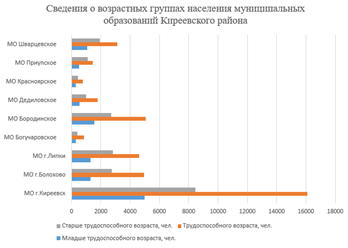 Сведения о возрастных группах населения муниципальных
образований Киреевского района
МО Шварцевское
МО Приупское
МО Красноярское
МО Дедиловское
МО Бородинское
МО Богучаровское
МО г.Липки
МО г.Болохово
МО г.Киреевск
0 2000 4000 6000 8000 10000 12000 14000 16000 18000
Старше трудоспособного возраста, чел. Трудоспособного возраста, чел.
Младше трудоспособного возраста, чел.